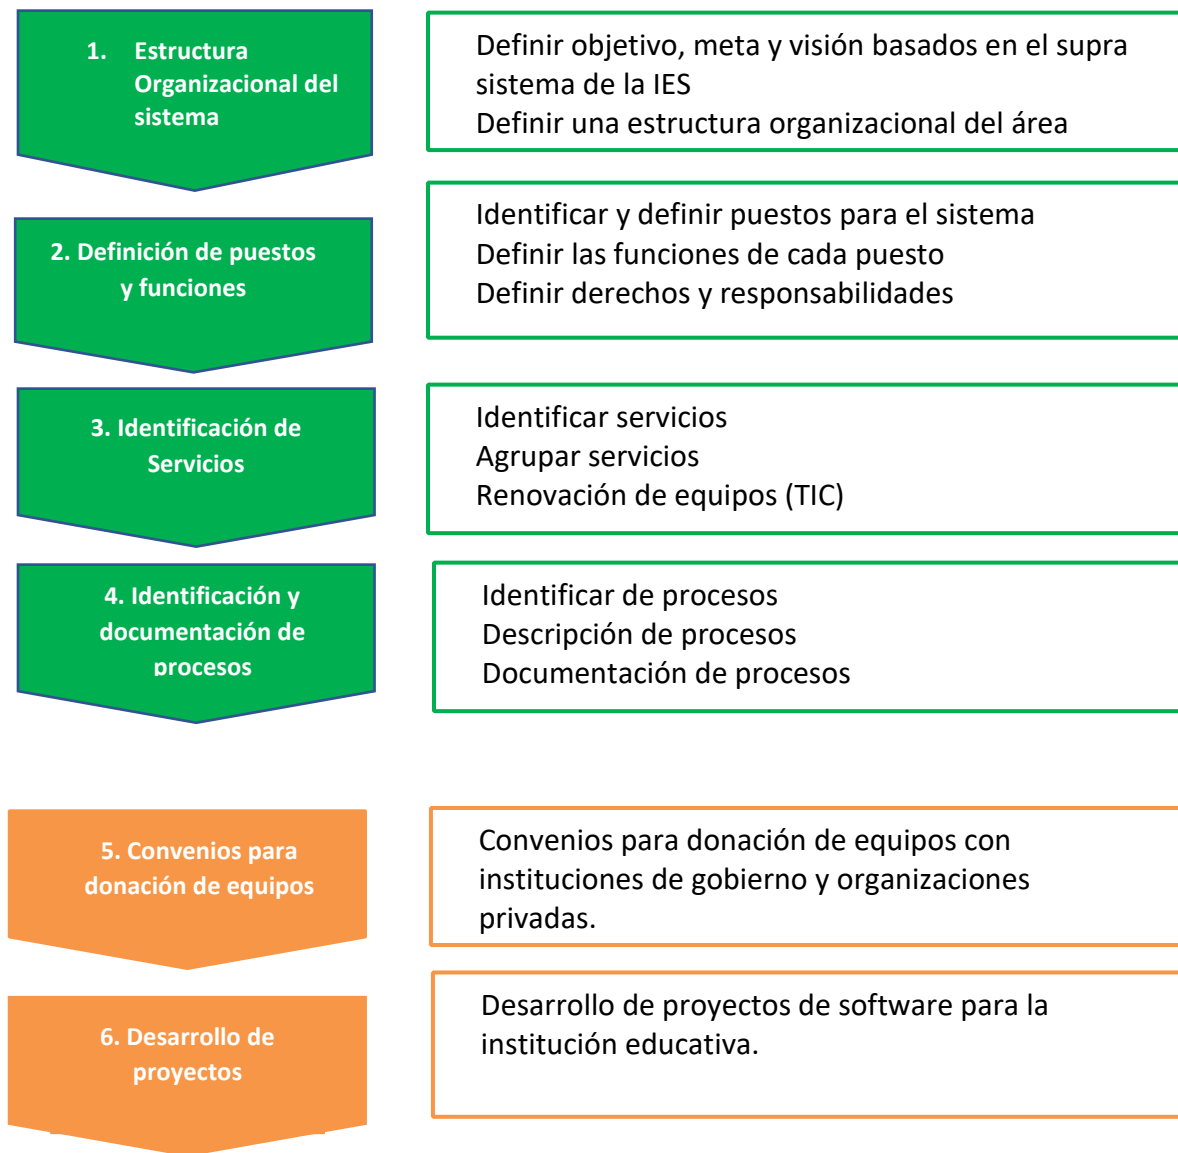 1. Estructura
Organizacional del
sistema
Definir objetivo, meta y visión basados en el supra
sistema de la IES
Definir una estructura organizacional del área
2. Definición de puestos
y funciones
Identificar y definir puestos para el sistema
Definir las funciones de cada puesto
Definir derechos y responsabilidades
3. Identificación de
Servicios
Identificar servicios
Agrupar servicios
Renovación de equipos (TIC)
4. Identificación y
documentación de
procesos
Identificar de procesos
Descripción de procesos
Documentación de procesos
5. Convenios para
donación de equipos
Convenios para donación de equipos con
instituciones de gobierno y organizaciones
privadas.
6. Desarrollo de
proyectos
Desarrollo de proyectos de software para la
institución educativa.